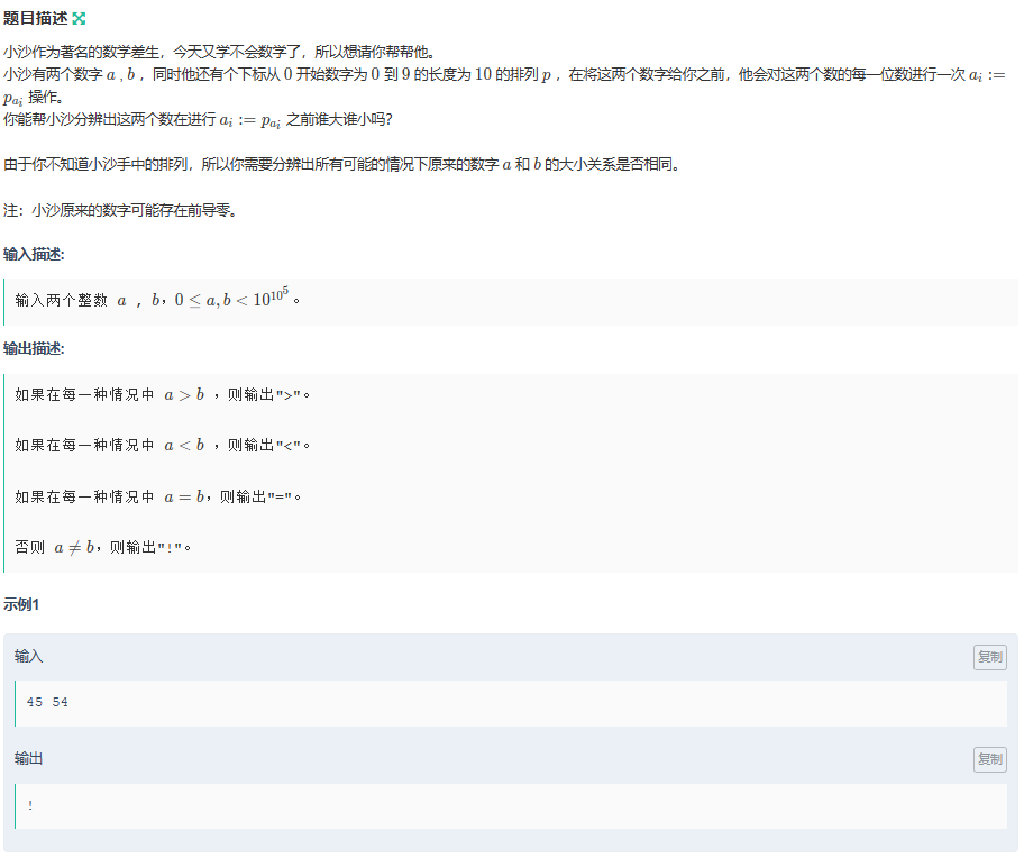 题目描述
小沙作为著名的数学差生，今天又学不会数学了，所以想请你帮帮他。
小沙有两个数字 a , b ，同时他还有个下标从 0 开始数字为 0 到 9 的长度为 10 的排列 p ，在将这两个数字给你之前，他会对这两个数的每一位数进行一次 a_i :=
p_{a_i} 操作。
你能帮小沙分辨出这两个数在进行 a_i := p_{a_i} 之前谁大谁小吗？
由于你不知道小沙手中的排列，所以你需要分辨出所有可能的情况下原来的数字 a 和 b 的大小关系是否相同。
注：小沙原来的数字可能存在前导零。
输入描述:
输入两个整数 a , b，0 ≤ a, b < 10^{10^5}。
输出描述:
如果在每一种情况中 a > b ，则输出">"。
如果在每一种情况中 a < b ，则输出"<"。
如果在每一种情况中 a = b，则输出"="。
否则 a ≠ b，则输出"!"。
示例1
输入
复制
45 54
输出
复制
!